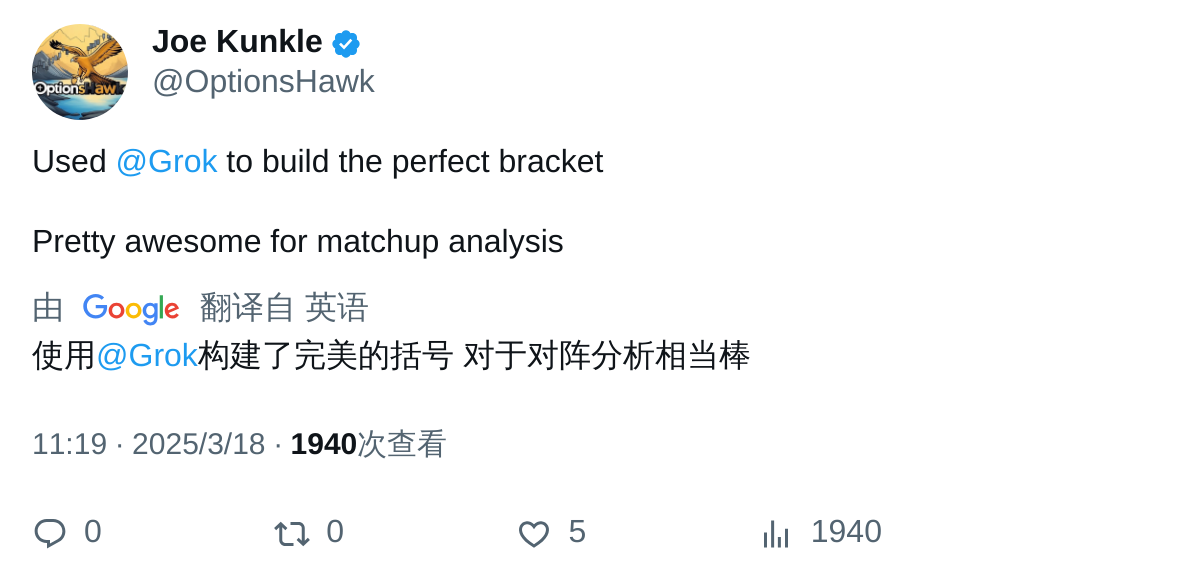 OptionsHawk
Joe Kunkle
@OptionsHawk
Used @Grok to build the perfect bracket
Pretty awesome for matchup analysis
由 Google 翻译自 英语
使用@Grok构建了完美的括号 对于对阵分析相当棒
11:19 · 2025/3/18 · 1940次查看
0 0 5 1940